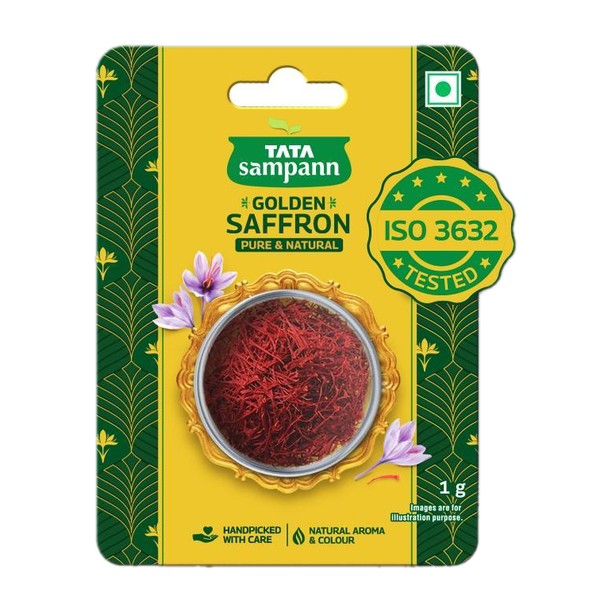 TATA
sampann
GOLDEN
SAFFRON
PURE & NATURAL
ISO 3632
TESTED
1 g
Images are for
illustration purpose.
HANDPICKED
WITH CARE
NATURAL AROMA
& COLOUR